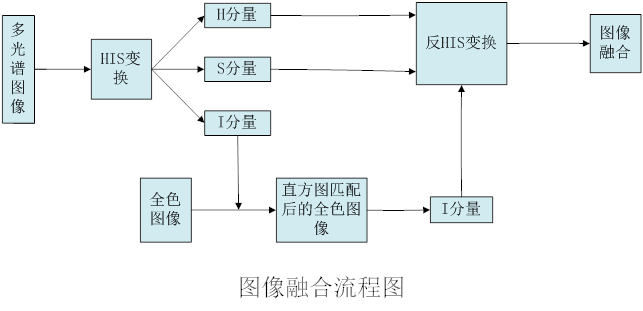 多光谱图像
HIS变
换
H分量
S分量
I分量
反HIS变换
图像
融合
全色
图像
直方图匹配
后的全色图
像
I分量
图像融合流程图